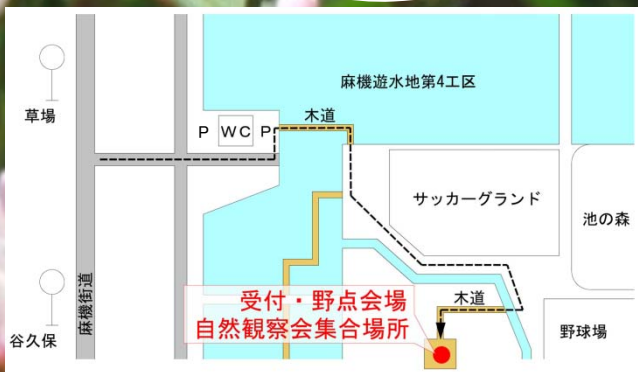 麻機遊水地第4工区
木道
草場
P WC P
サッカーグランド
池の森
麻機街道
受付・野点会場
自然観察会集合場所
木道
谷久保
野球場